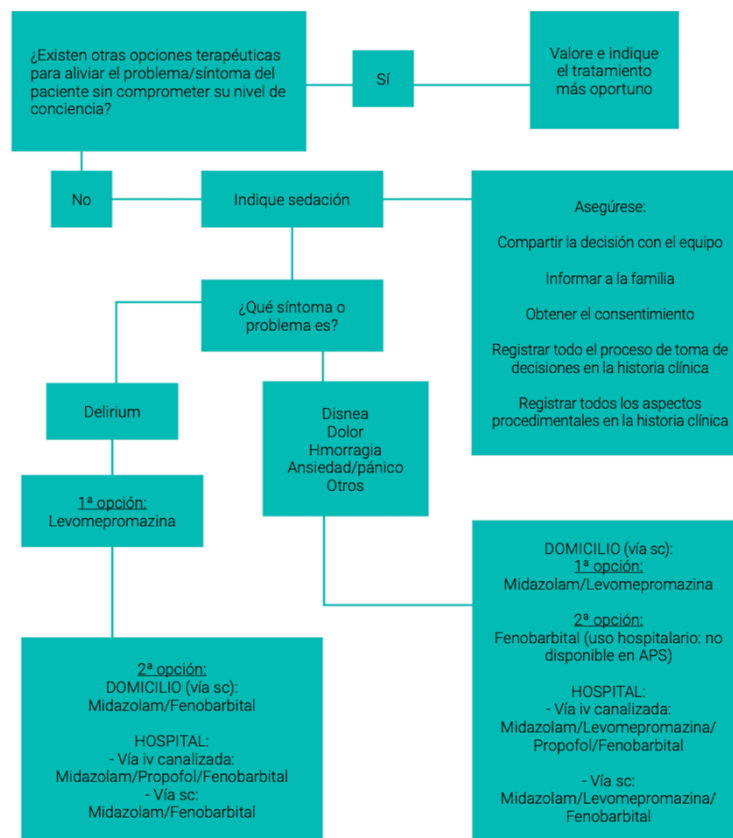 ¿Existen otras opciones terapéuticas
para aliviar el problema/síntoma del
paciente sin comprometer su nivel de
conciencia?
Sí
Valore e indique
el tratamiento
más oportuno
No
Indique sedación
Asegúrese:
Compartir la decisión con el equipo
Informar a la familia
Obtener el consentimiento
Registrar todo el proceso de toma de
decisiones en la historia clínica
Registrar todos los aspectos
procedimentales en la historia clínica
¿Qué síntoma o
problema es?
Delirium
Disnea
Dolor
Hmorragia
Ansiedad/pánico
Otros
1ª opción:
Levomepromazina
2ª opción:
DOMICILIO (vía sc):
Midazolam/Fenobarbital
HOSPITAL:
- Vía iv canalizada:
Midazolam/Propofol/Fenobarbital
- Vía sc:
Midazolam/Fenobarbital
DOMICILIO (vía sc):
1ª opción:
Midazolam/Levomepromazina
2ª opción:
Fenobarbital (uso hospitalario: no
disponible en APS)
HOSPITAL:
- Vía iv canalizada:
Midazolam/Levomepromazina/
Propofol/Fenobarbital
- Vía sc:
Midazolam/Levomepromazina/
Fenobarbital